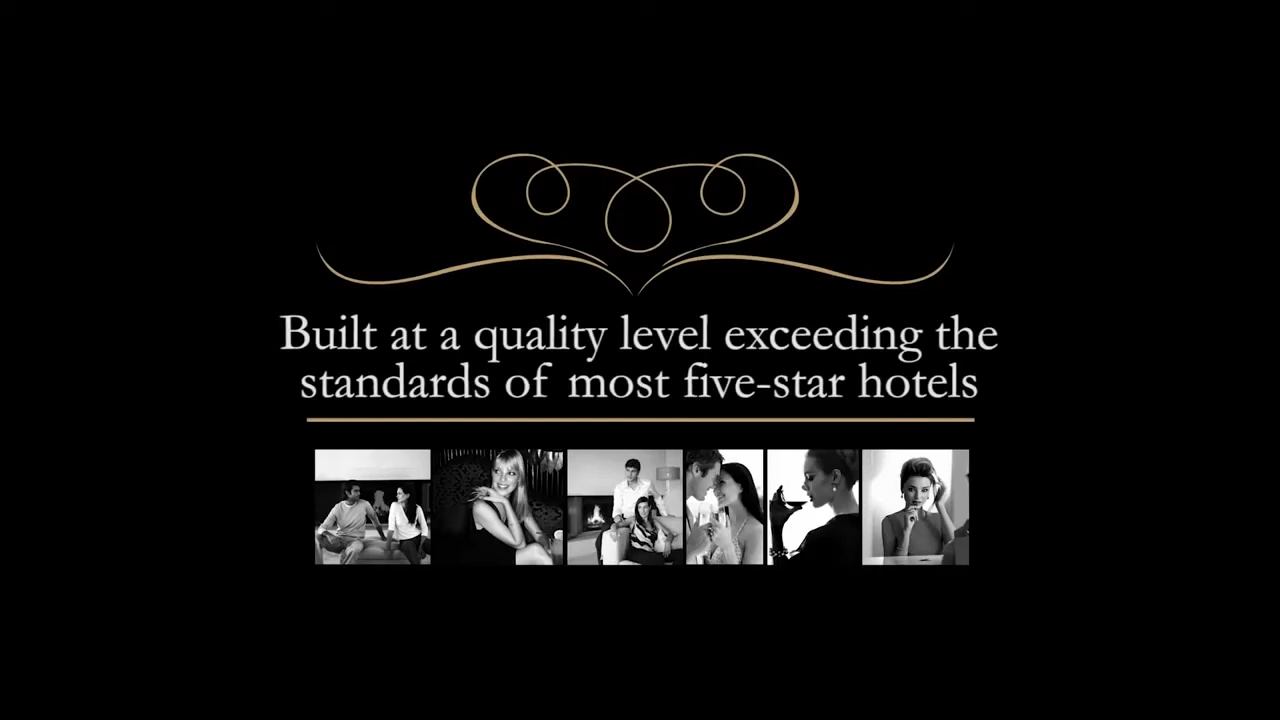 Built at a quality level exceeding the
standards of most five-star hotels